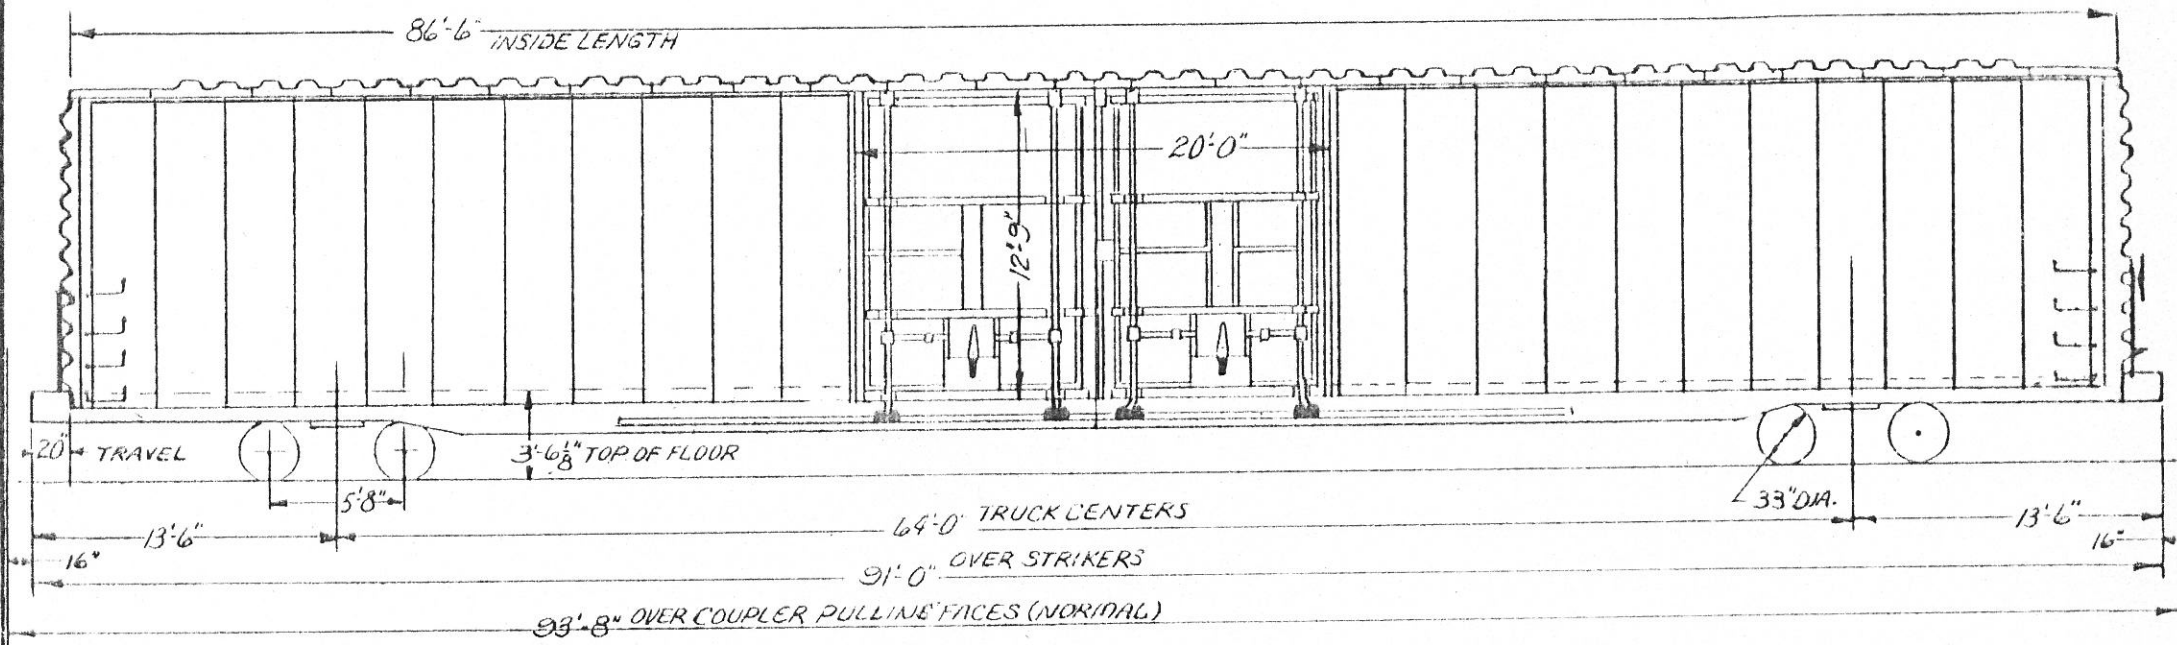 86'-6" INSIDE LENGTH
20'-0"
12'-9"
20" TRAVEL
3'-6⅛" TOP OF FLOOR
5'8"
33" DIA.
13'-6"
64'-0" TRUCK CENTERS
13'-6"
16"
16"
91'-0" OVER STRIKERS
93'-8" OVER COUPLER PULLING FACES (NORMAL)